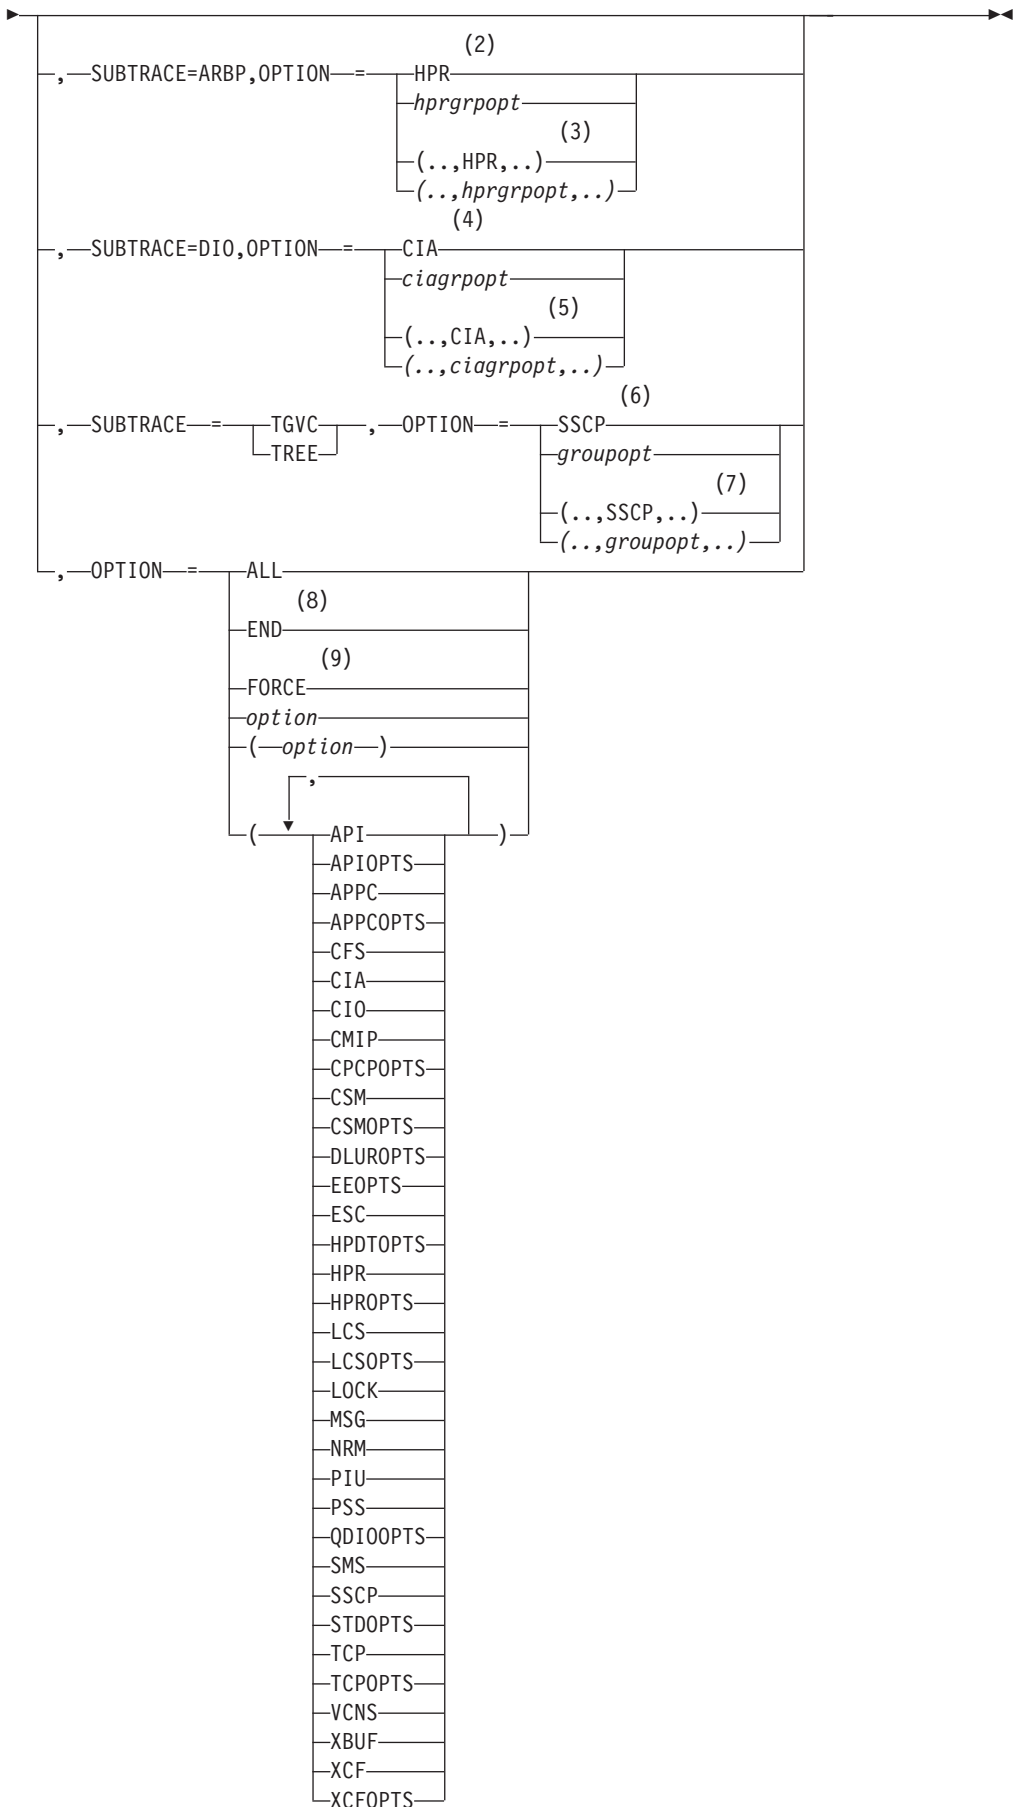 (2)
, SUBTRACE=ARBP,OPTION = HPR
hprgrpopt
(3)
(..,HPR,..)
(..,hprgrpopt,..)
(4)
, SUBTRACE=DIO,OPTION = CIA
ciagrpopt
(5)
(..,CIA,..)
(..,ciagrpopt,..)
(6)
, SUBTRACE = TGVC , OPTION = SSCP
TREE groupopt
(7)
(..,SSCP,..)
(..,groupopt,..)
, OPTION = ALL
(8)
END
(9)
FORCE
option
( option )
,
( API )
APIOPTS
APPC
APPCOPTS
CFS
CIA
CIO
CMIP
CPCPOPTS
CSM
CSMOPTS
DLUROPTS
EEOPTS
ESC
HPDTOPTS
HPR
HPROPTS
LCS
LCSOPTS
LOCK
MSG
NRM
PIU
PSS
QDIOOPTS
SMS
SSCP
STDOPTS
TCP
TCPOPTS
VCNS
XBUF
XCF
XCFOPTS